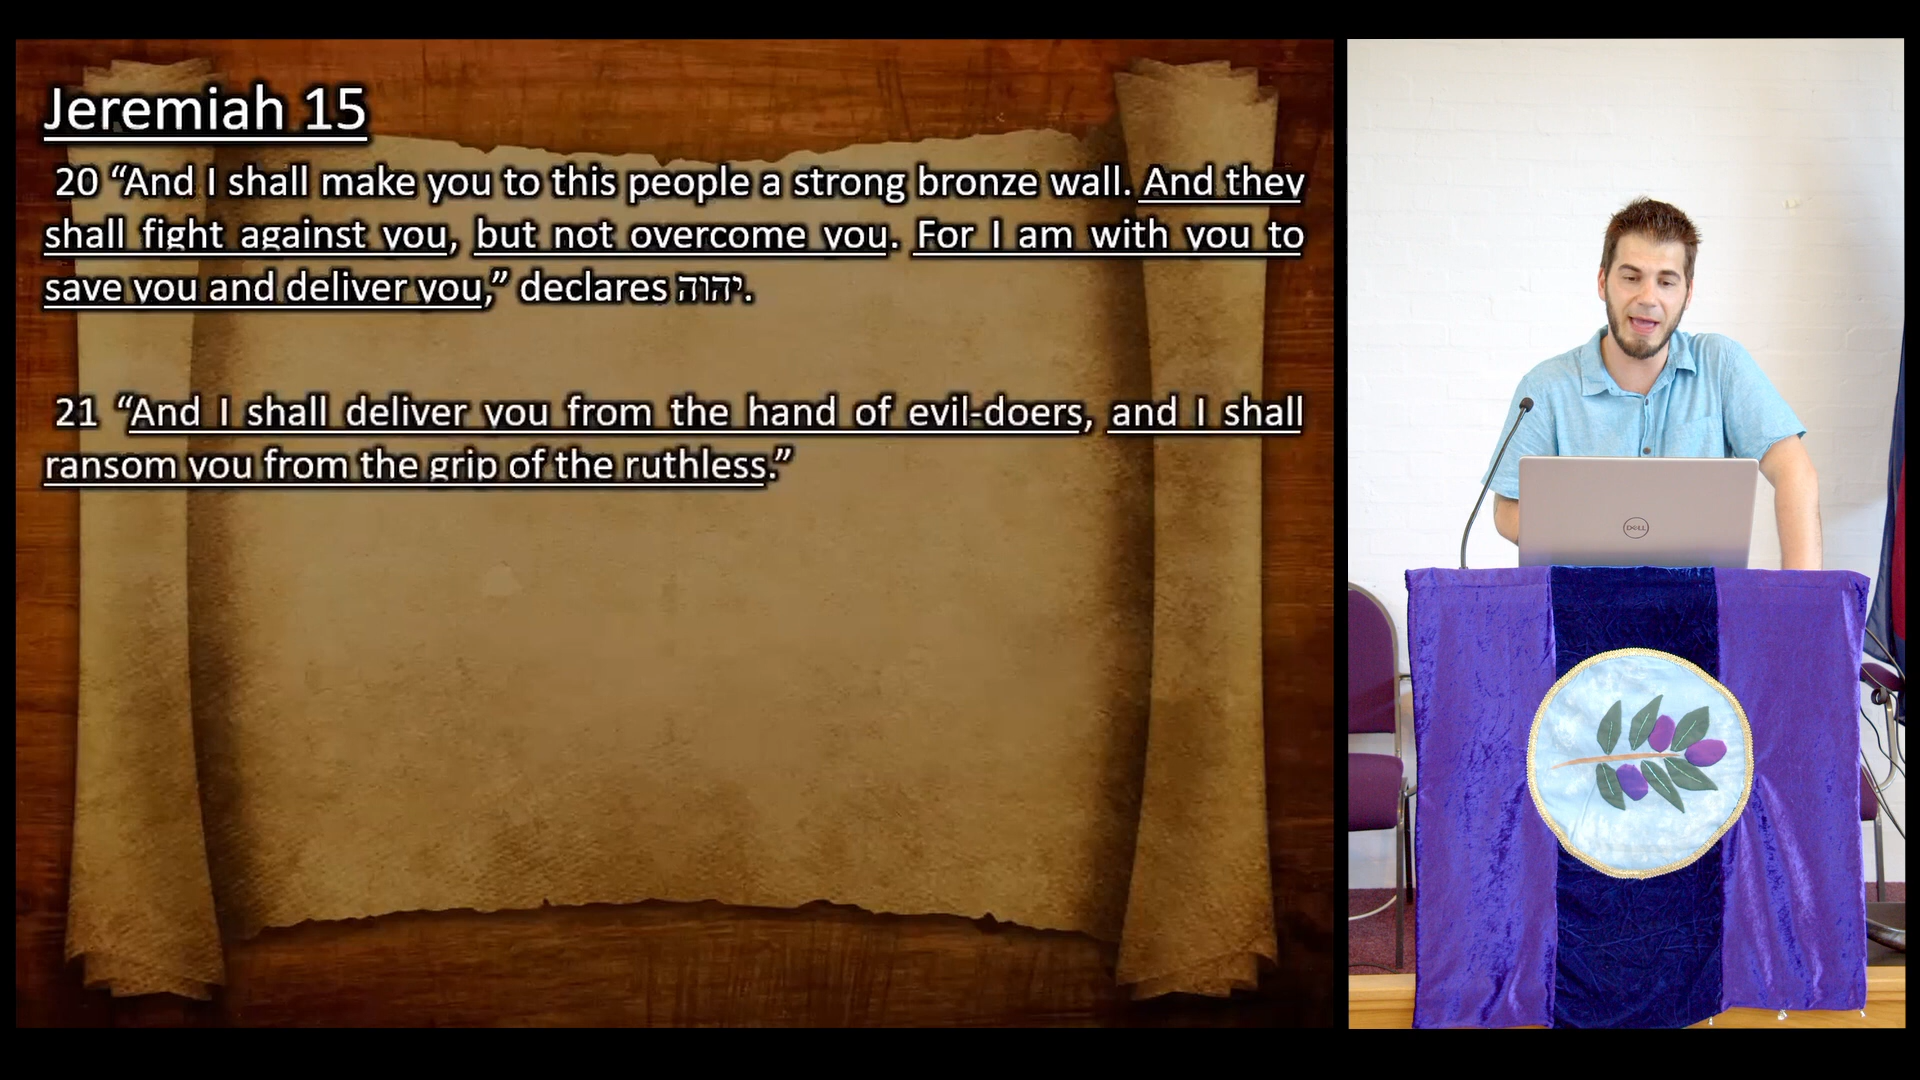 Jeremiah 15
20 “And I shall make you to this people a strong bronze wall. And they
shall fight against you, but not overcome you. For I am with you to
save you and deliver you,” declares יהוה.
21 “And I shall deliver you from the hand of evil-doers, and I shall
ransom you from the grip of the ruthless.”
DELL